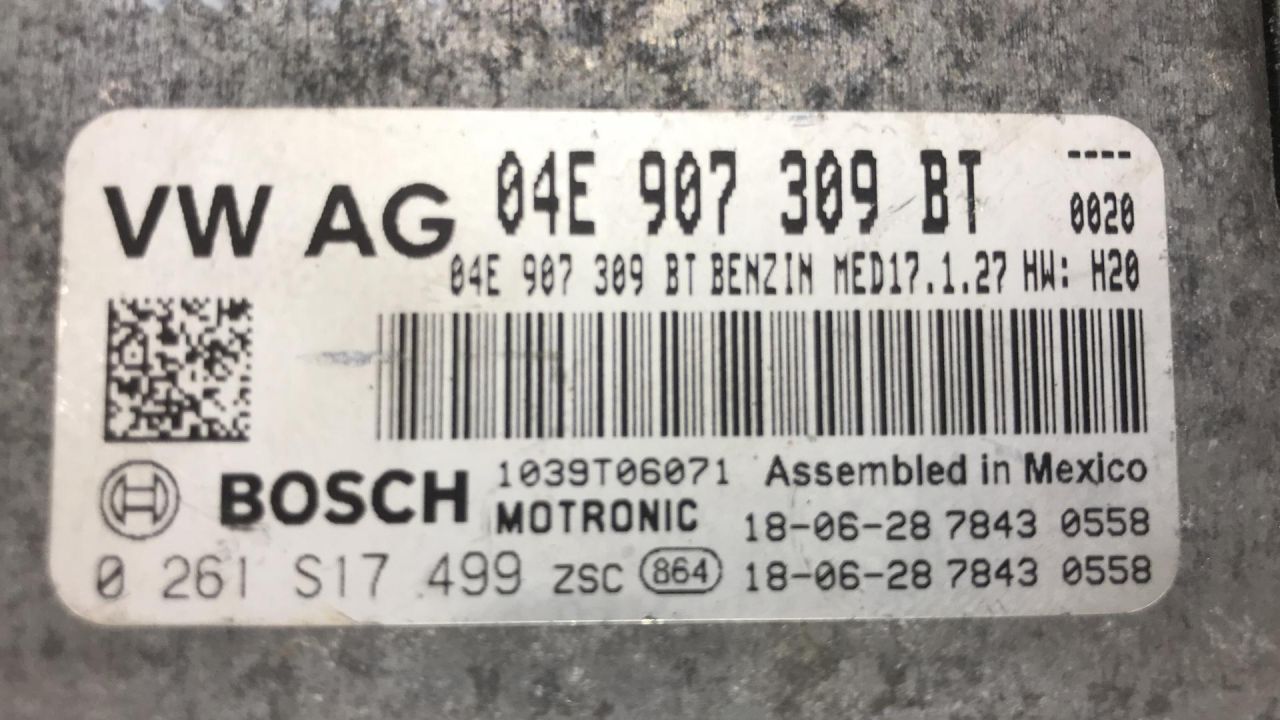 VW AG 04E 907 309 BT ----
0020
04E 907 309 BT BENZIN MED17.1.27 HW: H20
BOSCH 1039T06071 Assembled in Mexico
MOTRONIC 18-06-28 7843 0558
0 261 S17 499 ZSC 864 18-06-28 7843 0558